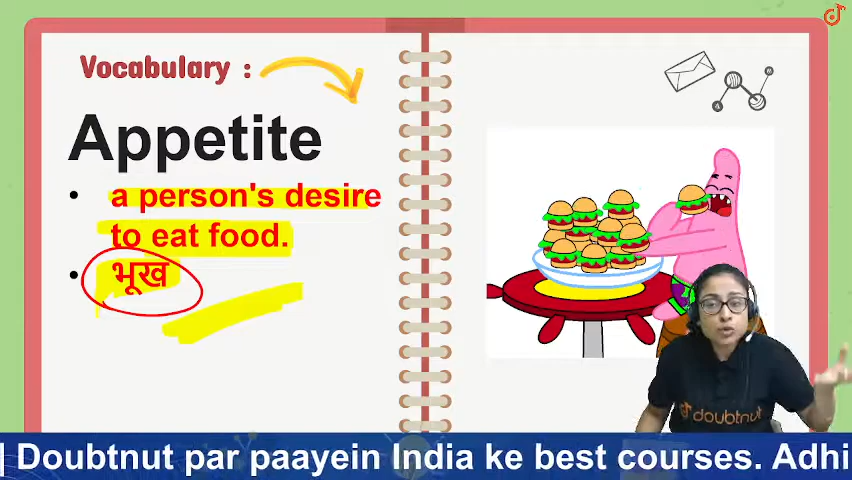 Vocabulary :
Appetite
• a person's desire
to eat food.
• भूख
doubtnut
| Doubtnut par paayein India ke best courses. Adhi